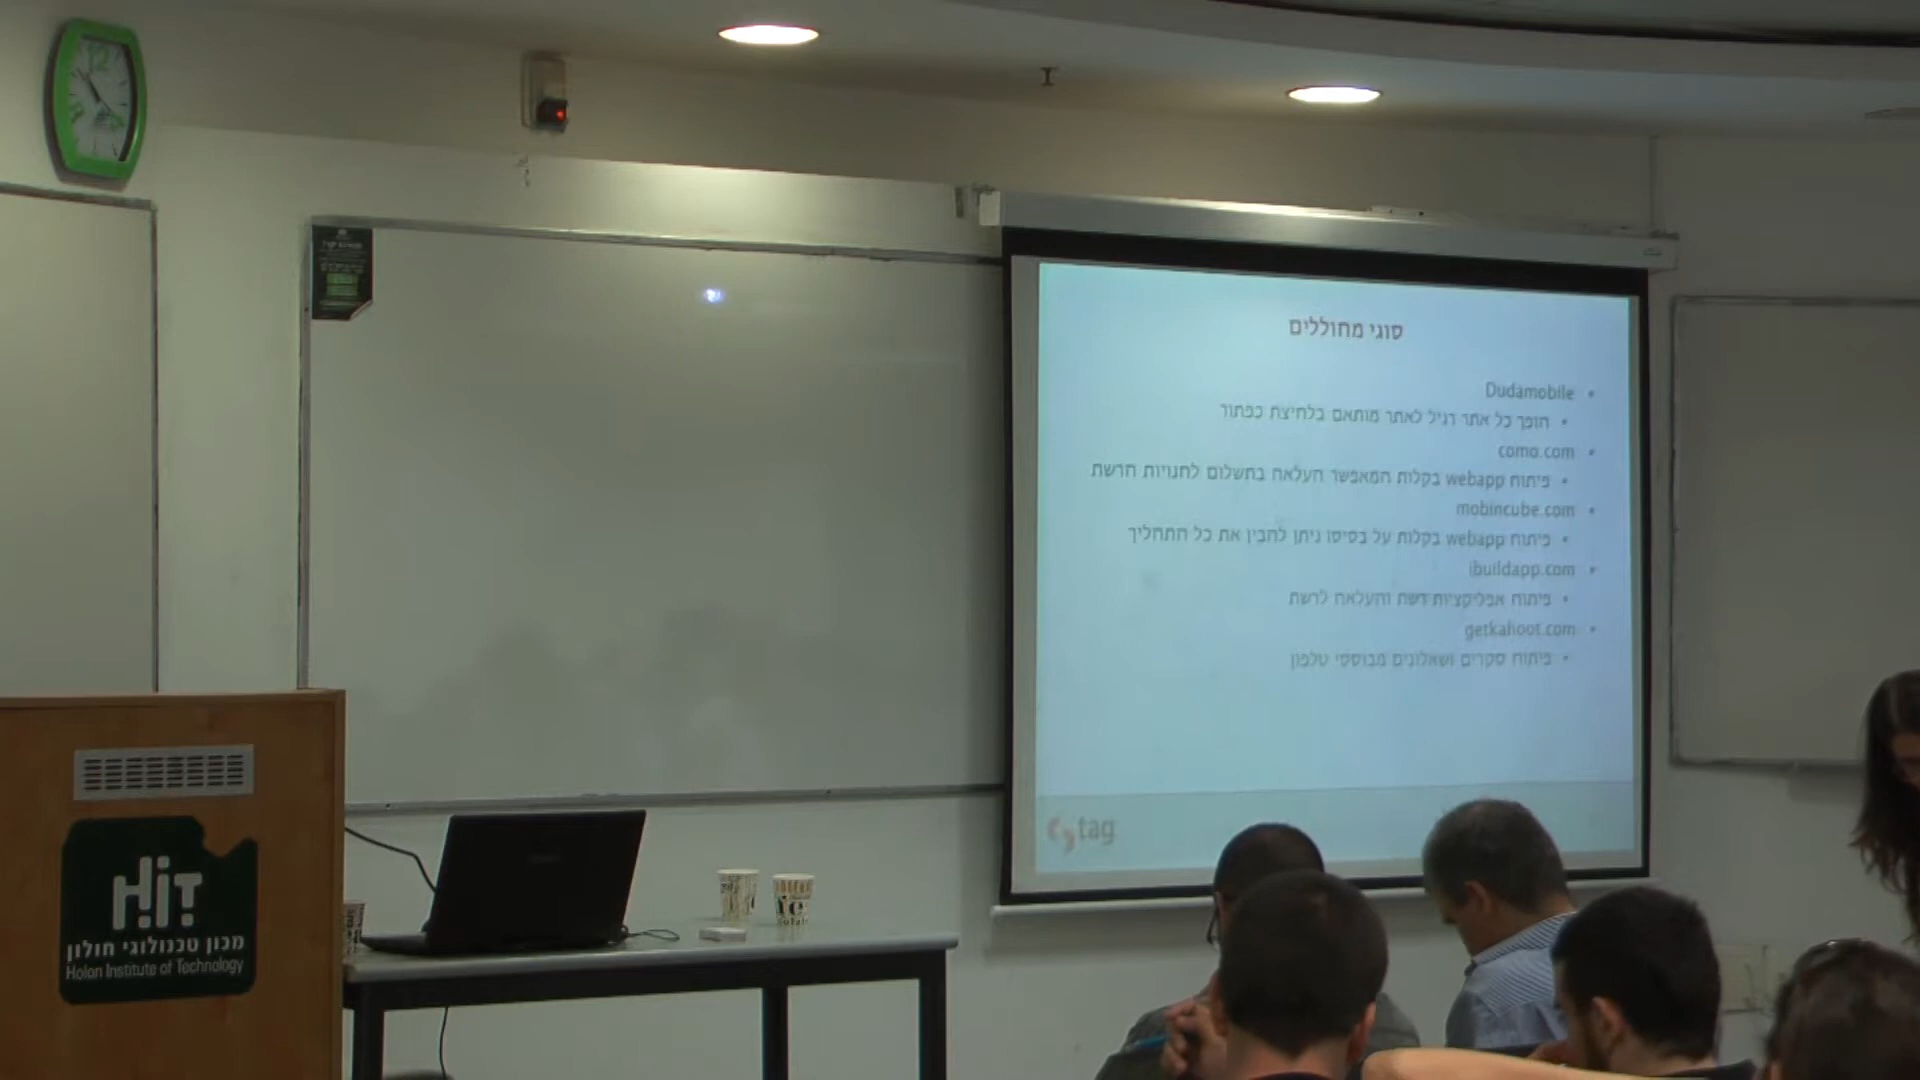 סוגי מחוללים
Dudamobile
הופך כל אתר רגיל לאתר מותאם בלחיצת כפתור
como.com
פיתוח webapp בקלות המאפשר העלאה בתשלום לחנויות הרשת
mobincube.com
פיתוח webapp בקלות על בסיסו ניתן להבין את כל התהליך
ibuildapp.com
פיתוח אפליקציות רשת והעלאה לרשת
getkahoot.com
פיתוח סקרים ושאלונים מבוססי טלפון
tag
HiT
מכון טכנולוגי חולון
Holon Institute of Technology
12